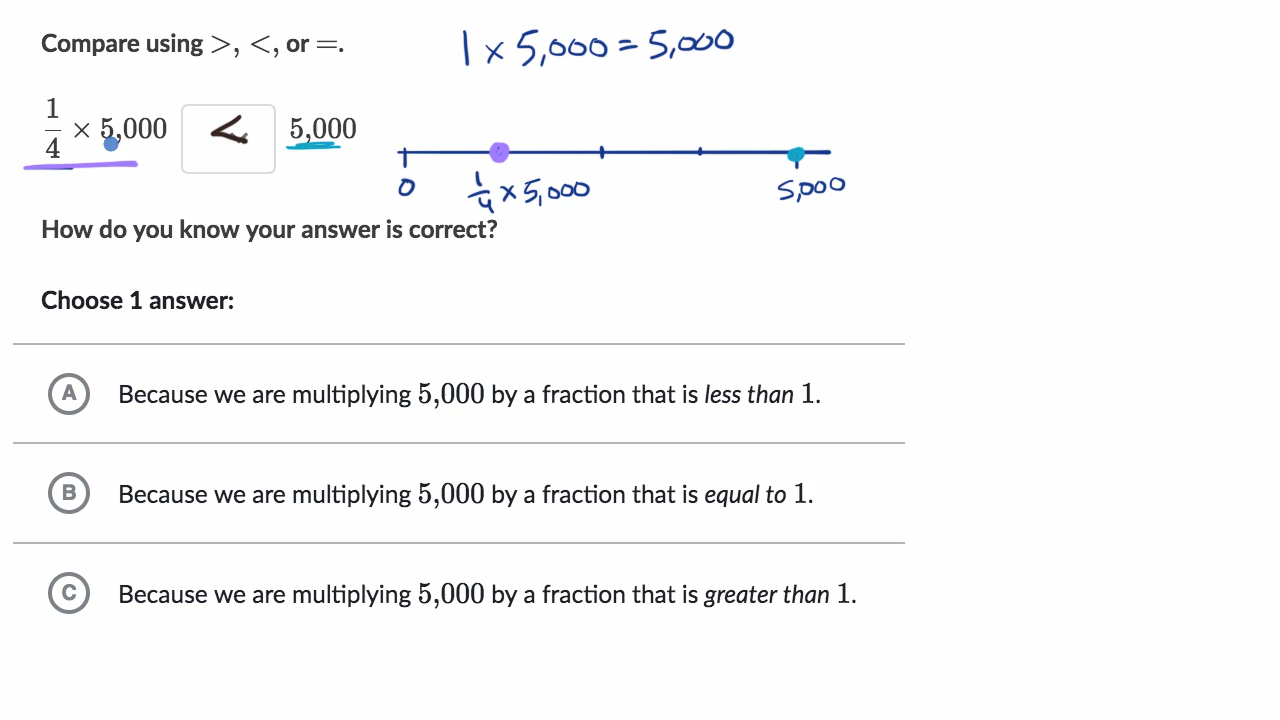 Compare using >, <, or =.
1 × 5,000 = 5,000
1/4 × 5,000 < 5,000
0 1/4 × 5,000 5,000
How do you know your answer is correct?
Choose 1 answer:
A Because we are multiplying 5,000 by a fraction that is less than 1.
B Because we are multiplying 5,000 by a fraction that is equal to 1.
C Because we are multiplying 5,000 by a fraction that is greater than 1.